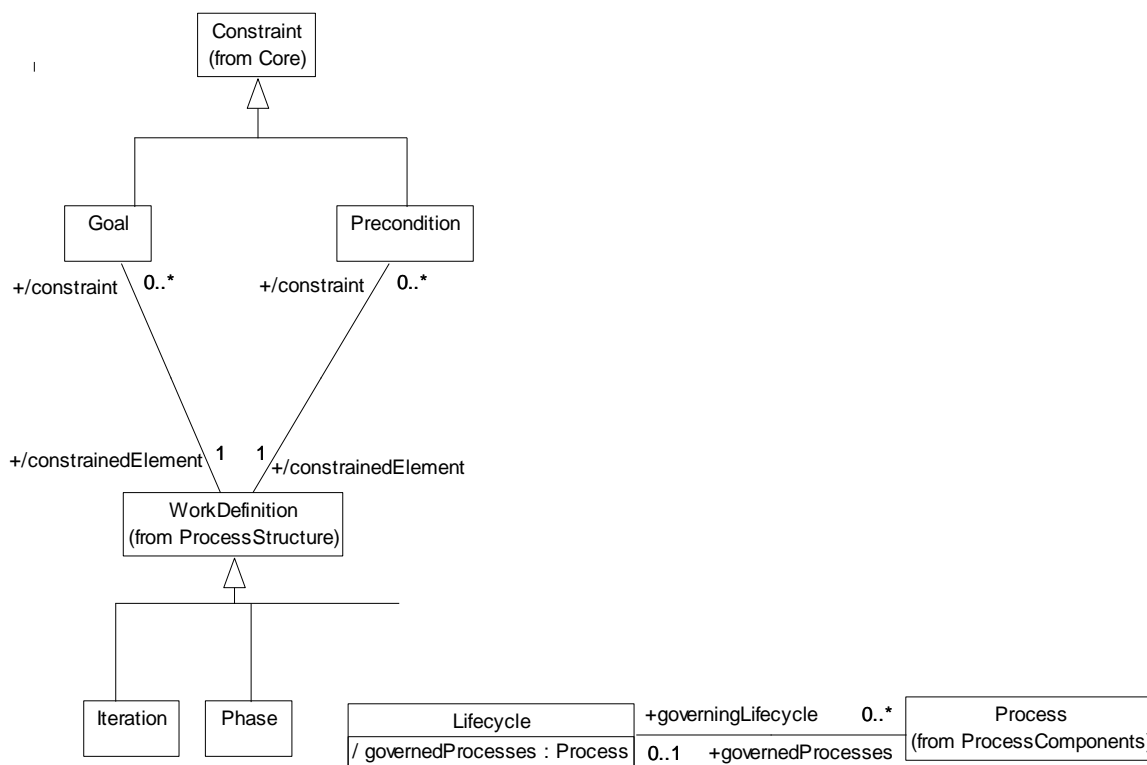 Constraint
(from Core)
Goal
Precondition
+/constraint
0..*
+/constraint
0..*
+/constrainedElement
1
1
+/constrainedElement
WorkDefinition
(from ProcessStructure)
Iteration
Phase
Lifecycle
/ governedProcesses : Process
+governingLifecycle
0..*
0..1
+governedProcesses
Process
(from ProcessComponents)